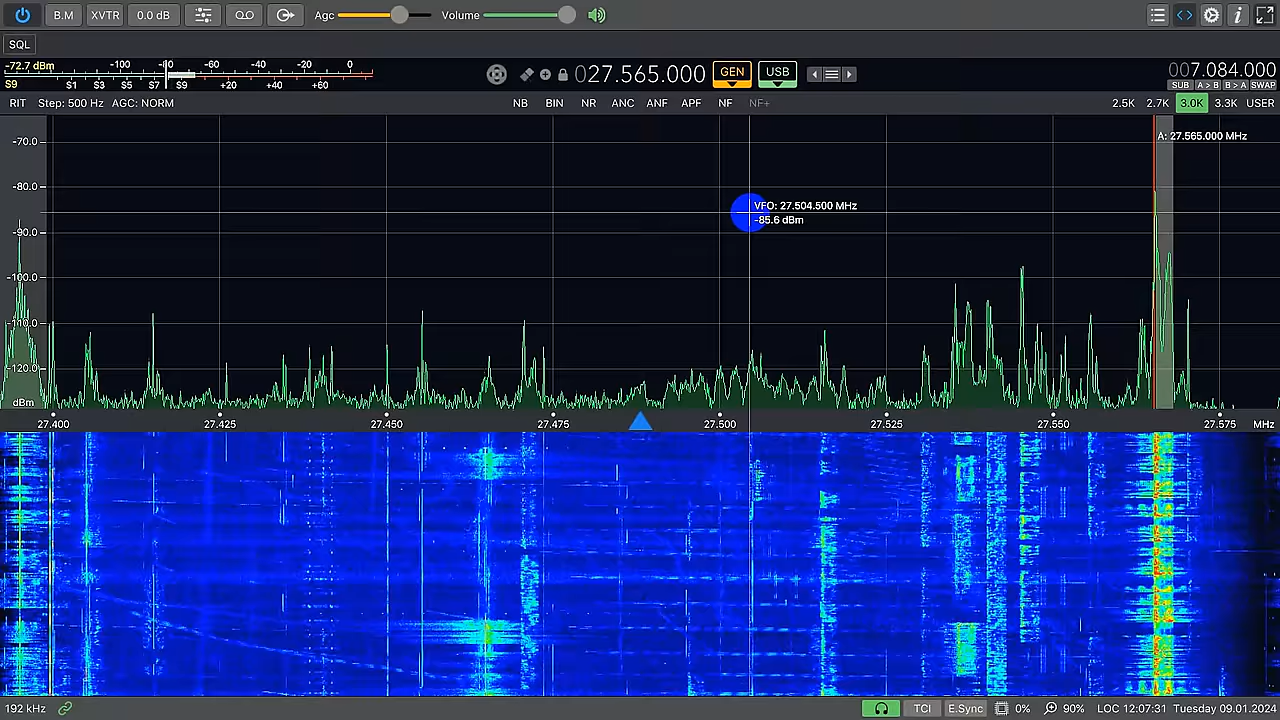 B.M XVTR 0.0 dB Agc Volume
SQL
-72.7 dBm -100 -80 -60 -40 -20 0
S9 S1 S3 S5 S7 S9 +20 +40 +60
027.565.000 GEN USB
007.084.000
SUB A > B B > A SWAP
RIT Step: 500 Hz AGC: NORM NB BIN NR ANC ANF APF NF NF+ 2.5K 2.7K 3.0K 3.3K USER
A: 27.565.000 MHz
-70.0
-80.0
VFO: 27.504.500 MHz
-85.6 dBm
-90.0
-100.0
-110.0
-120.0
dBm
27.400 27.425 27.450 27.475 27.500 27.525 27.550 27.575 MHz
192 kHz TCI E.Sync 0% 90% LOC 12:07:31 Tuesday 09.01.2024